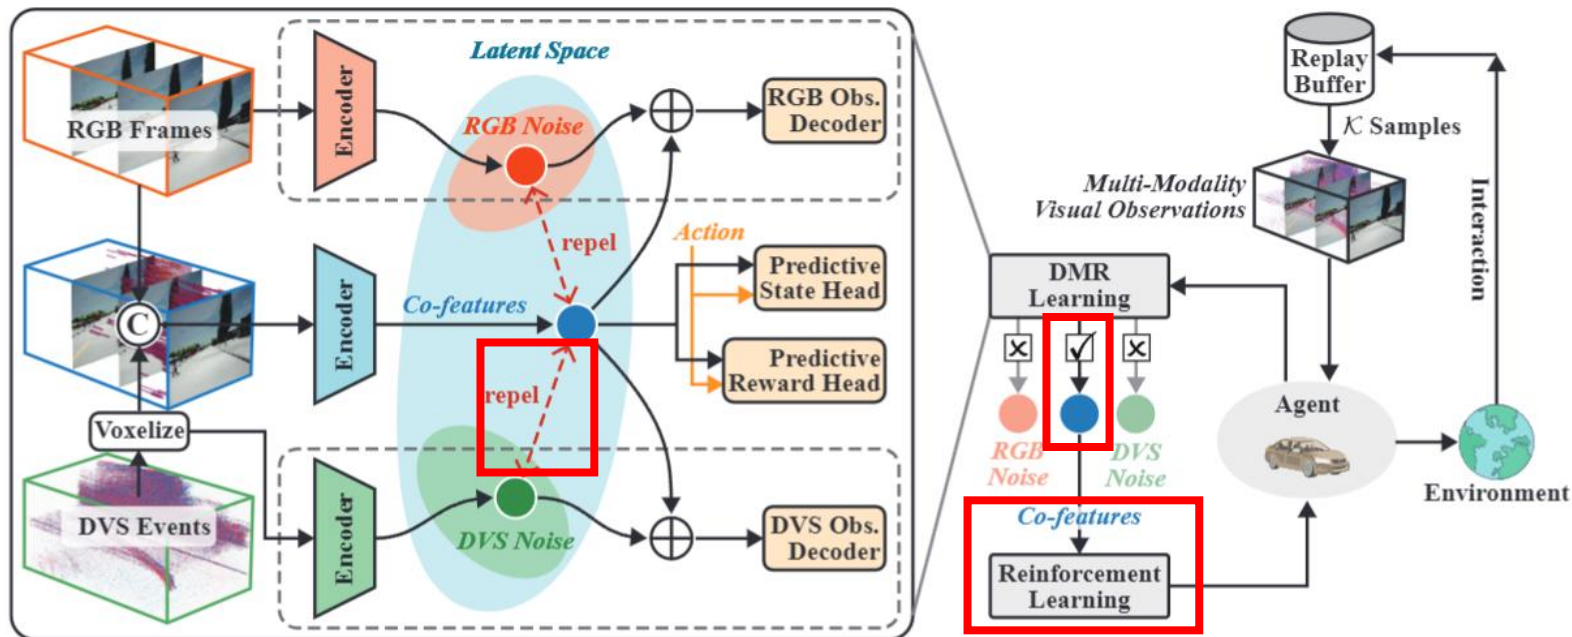 Latent Space
RGB Frames
Encoder
RGB Noise
RGB Obs.
Decoder
repel
Action
C
Encoder
Co-features
Predictive
State Head
Predictive
Reward Head
repel
Voxelize
DVS Events
Encoder
DVS Noise
DVS Obs.
Decoder
Replay
Buffer
K Samples
Multi-Modality
Visual Observations
Interaction
DMR
Learning
RGB
Noise
DVS
Noise
Agent
Environment
Co-features
Reinforcement
Learning